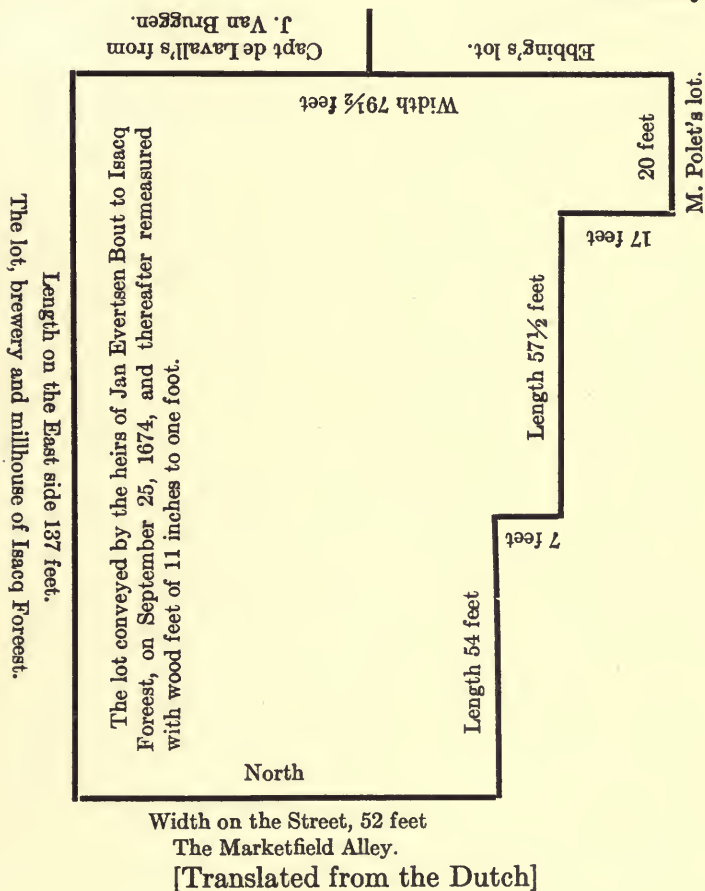 Capt de Lavall's from
J. Van Bruggen.
Ebbing's lot.
Width 79½ feet
M. Polet's lot.
20 feet
17 feet
Length 57½ feet
7 feet
Length 54 feet
The lot conveyed by the heirs of Jan Evertsen Bout to Isacq
Foreest, on September 25, 1674, and thereafter remeasured
with wood feet of 11 inches to one foot.
Length on the East side 137 feet.
The lot, brewery and millhouse of Isacq Foreest.
North
Width on the Street, 52 feet
The Marketfield Alley.
[Translated from the Dutch]